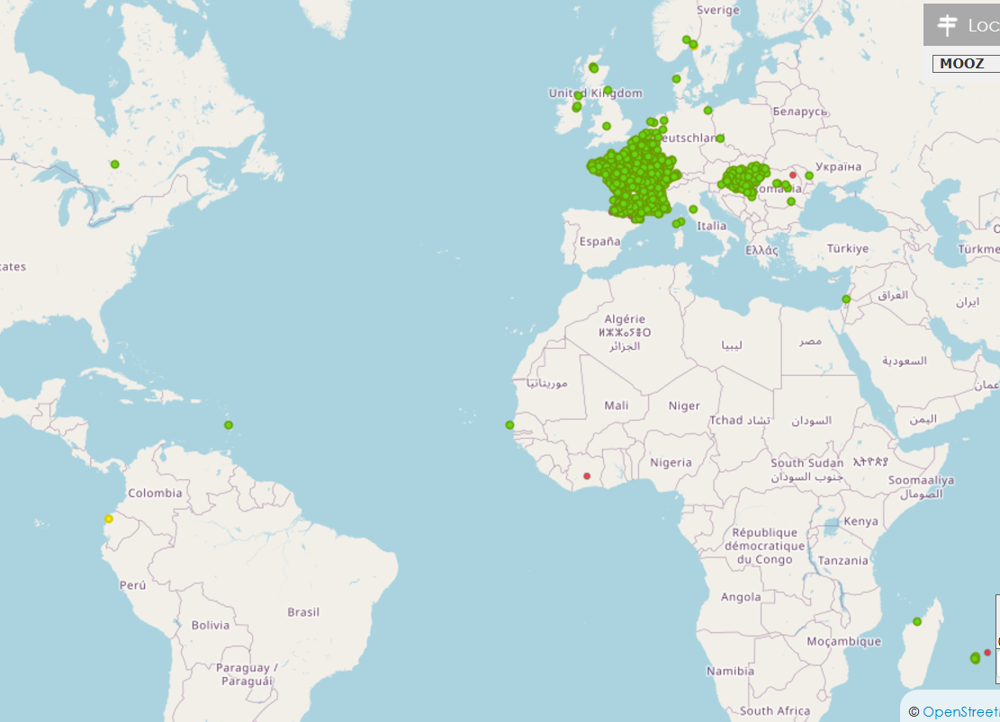 Sverige
Loc
MOOZ
United Kingdom
Беларусь
Deutschland
Україна
Romania
Italia
España
Ελλάς
Türkiye
Türkme
ates
العراق
ایران
Algérie
ⵍⵣⵣⴰⵢⴻⵔ
الجزائر
ليبيا
مصر
السعودية
عمان
موريتانيا
Mali
Niger
Tchad تشاد
السودان
اليمن
Nigeria
South Sudan
جنوب السودان
ኢትዮጵያ
Soomaaliya
الصومال
Colombia
Kenya
République
démocratique
du Congo
Tanzania
Perú
Angola
Brasil
Bolivia
Moçambique
Paraguay /
Paraguái
Namibia
South Africa
© OpenStreet